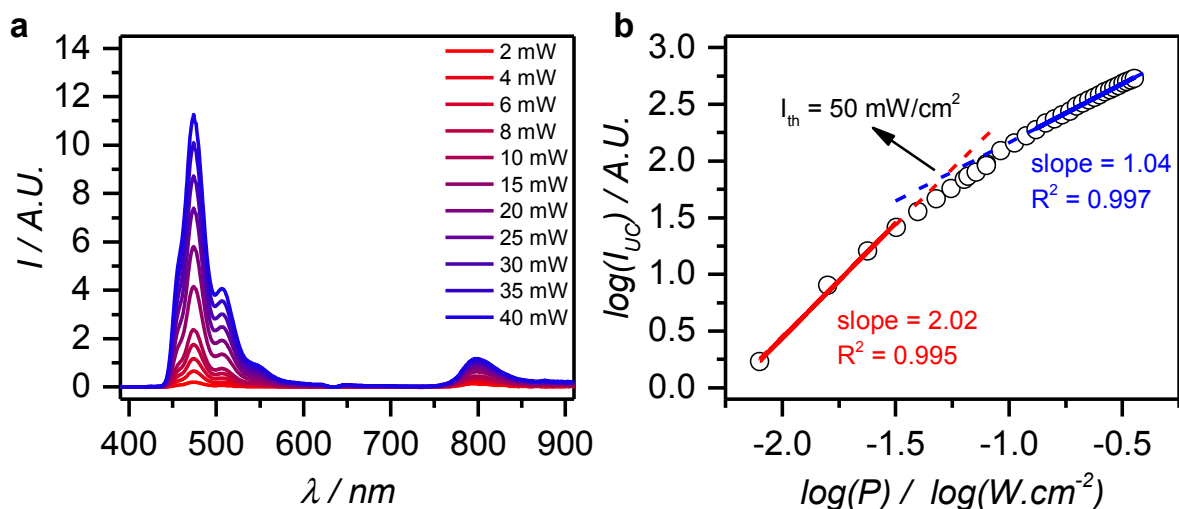 a
14
12
10
8
6
4
2
0
I / A.U.
400 500 600 700 800 900
λ / nm
2 mW
4 mW
6 mW
8 mW
10 mW
15 mW
20 mW
25 mW
30 mW
35 mW
40 mW
b
3.0
2.5
2.0
1.5
1.0
0.5
0.0
log(I_UC) / A.U.
-2.0 -1.5 -1.0 -0.5
log(P) / log(W.cm⁻²)
I_th = 50 mW/cm²
slope = 1.04
R² = 0.997
slope = 2.02
R² = 0.995